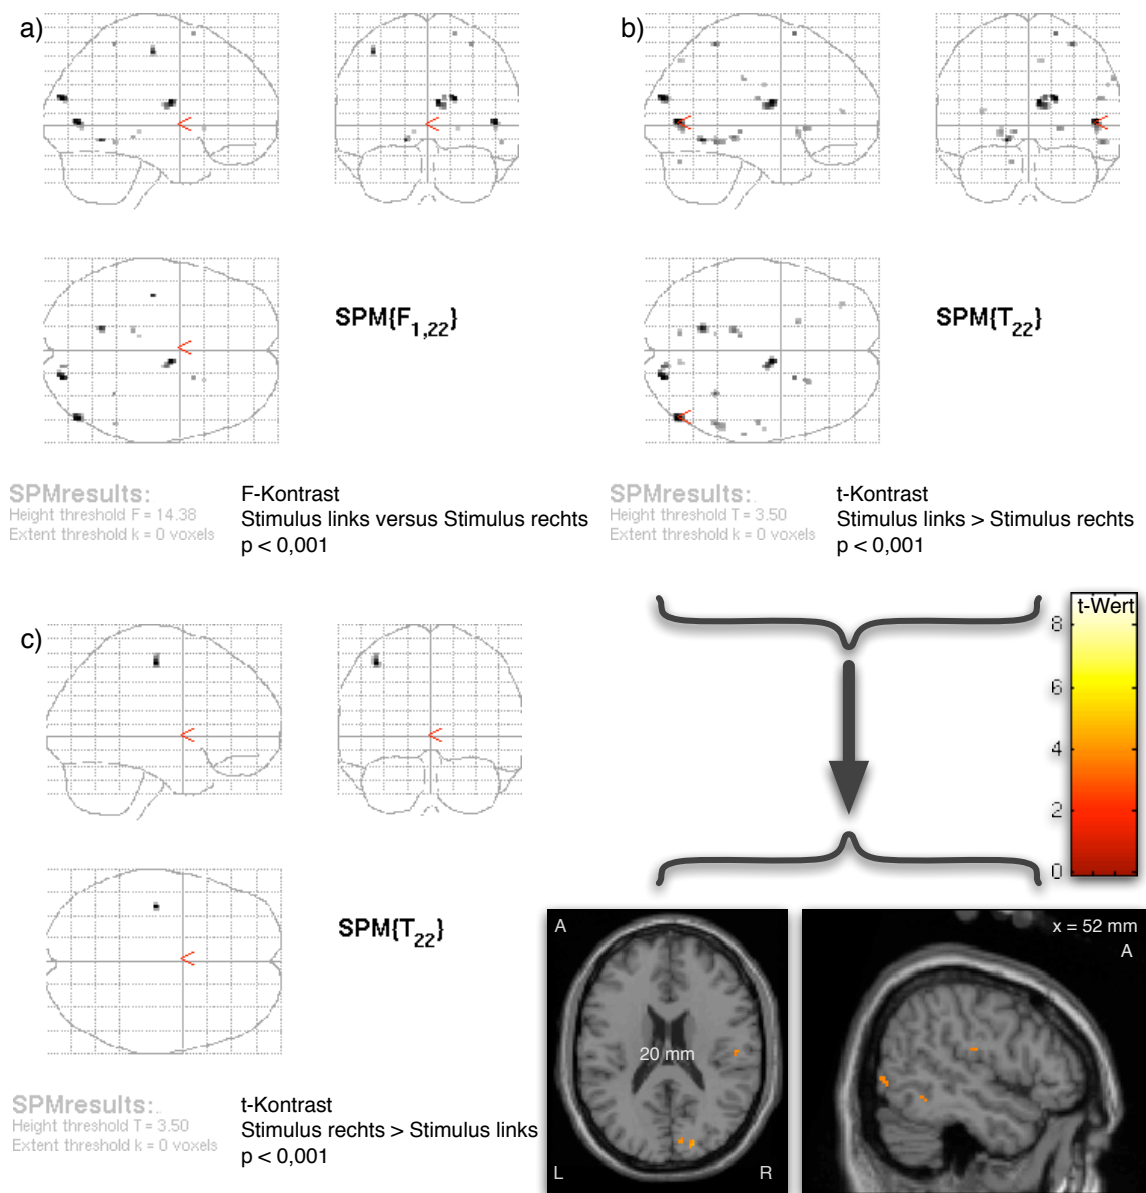 a)
SPM{F1,22}
SPMresults:
Height threshold F = 14.38
Extent threshold k = 0 voxels
F-Kontrast
Stimulus links versus Stimulus rechts
p < 0,001
b)
SPM{T22}
SPMresults:.
Height threshold T = 3.50
Extent threshold k = 0 voxels
t-Kontrast
Stimulus links > Stimulus rechts
p < 0,001
c)
SPM{T22}
SPMresults:.
Height threshold T = 3.50
Extent threshold k = 0 voxels
t-Kontrast
Stimulus rechts > Stimulus links
p < 0,001
t-Wert
8
6
4
2
0
A
20 mm
L
R
x = 52 mm
A